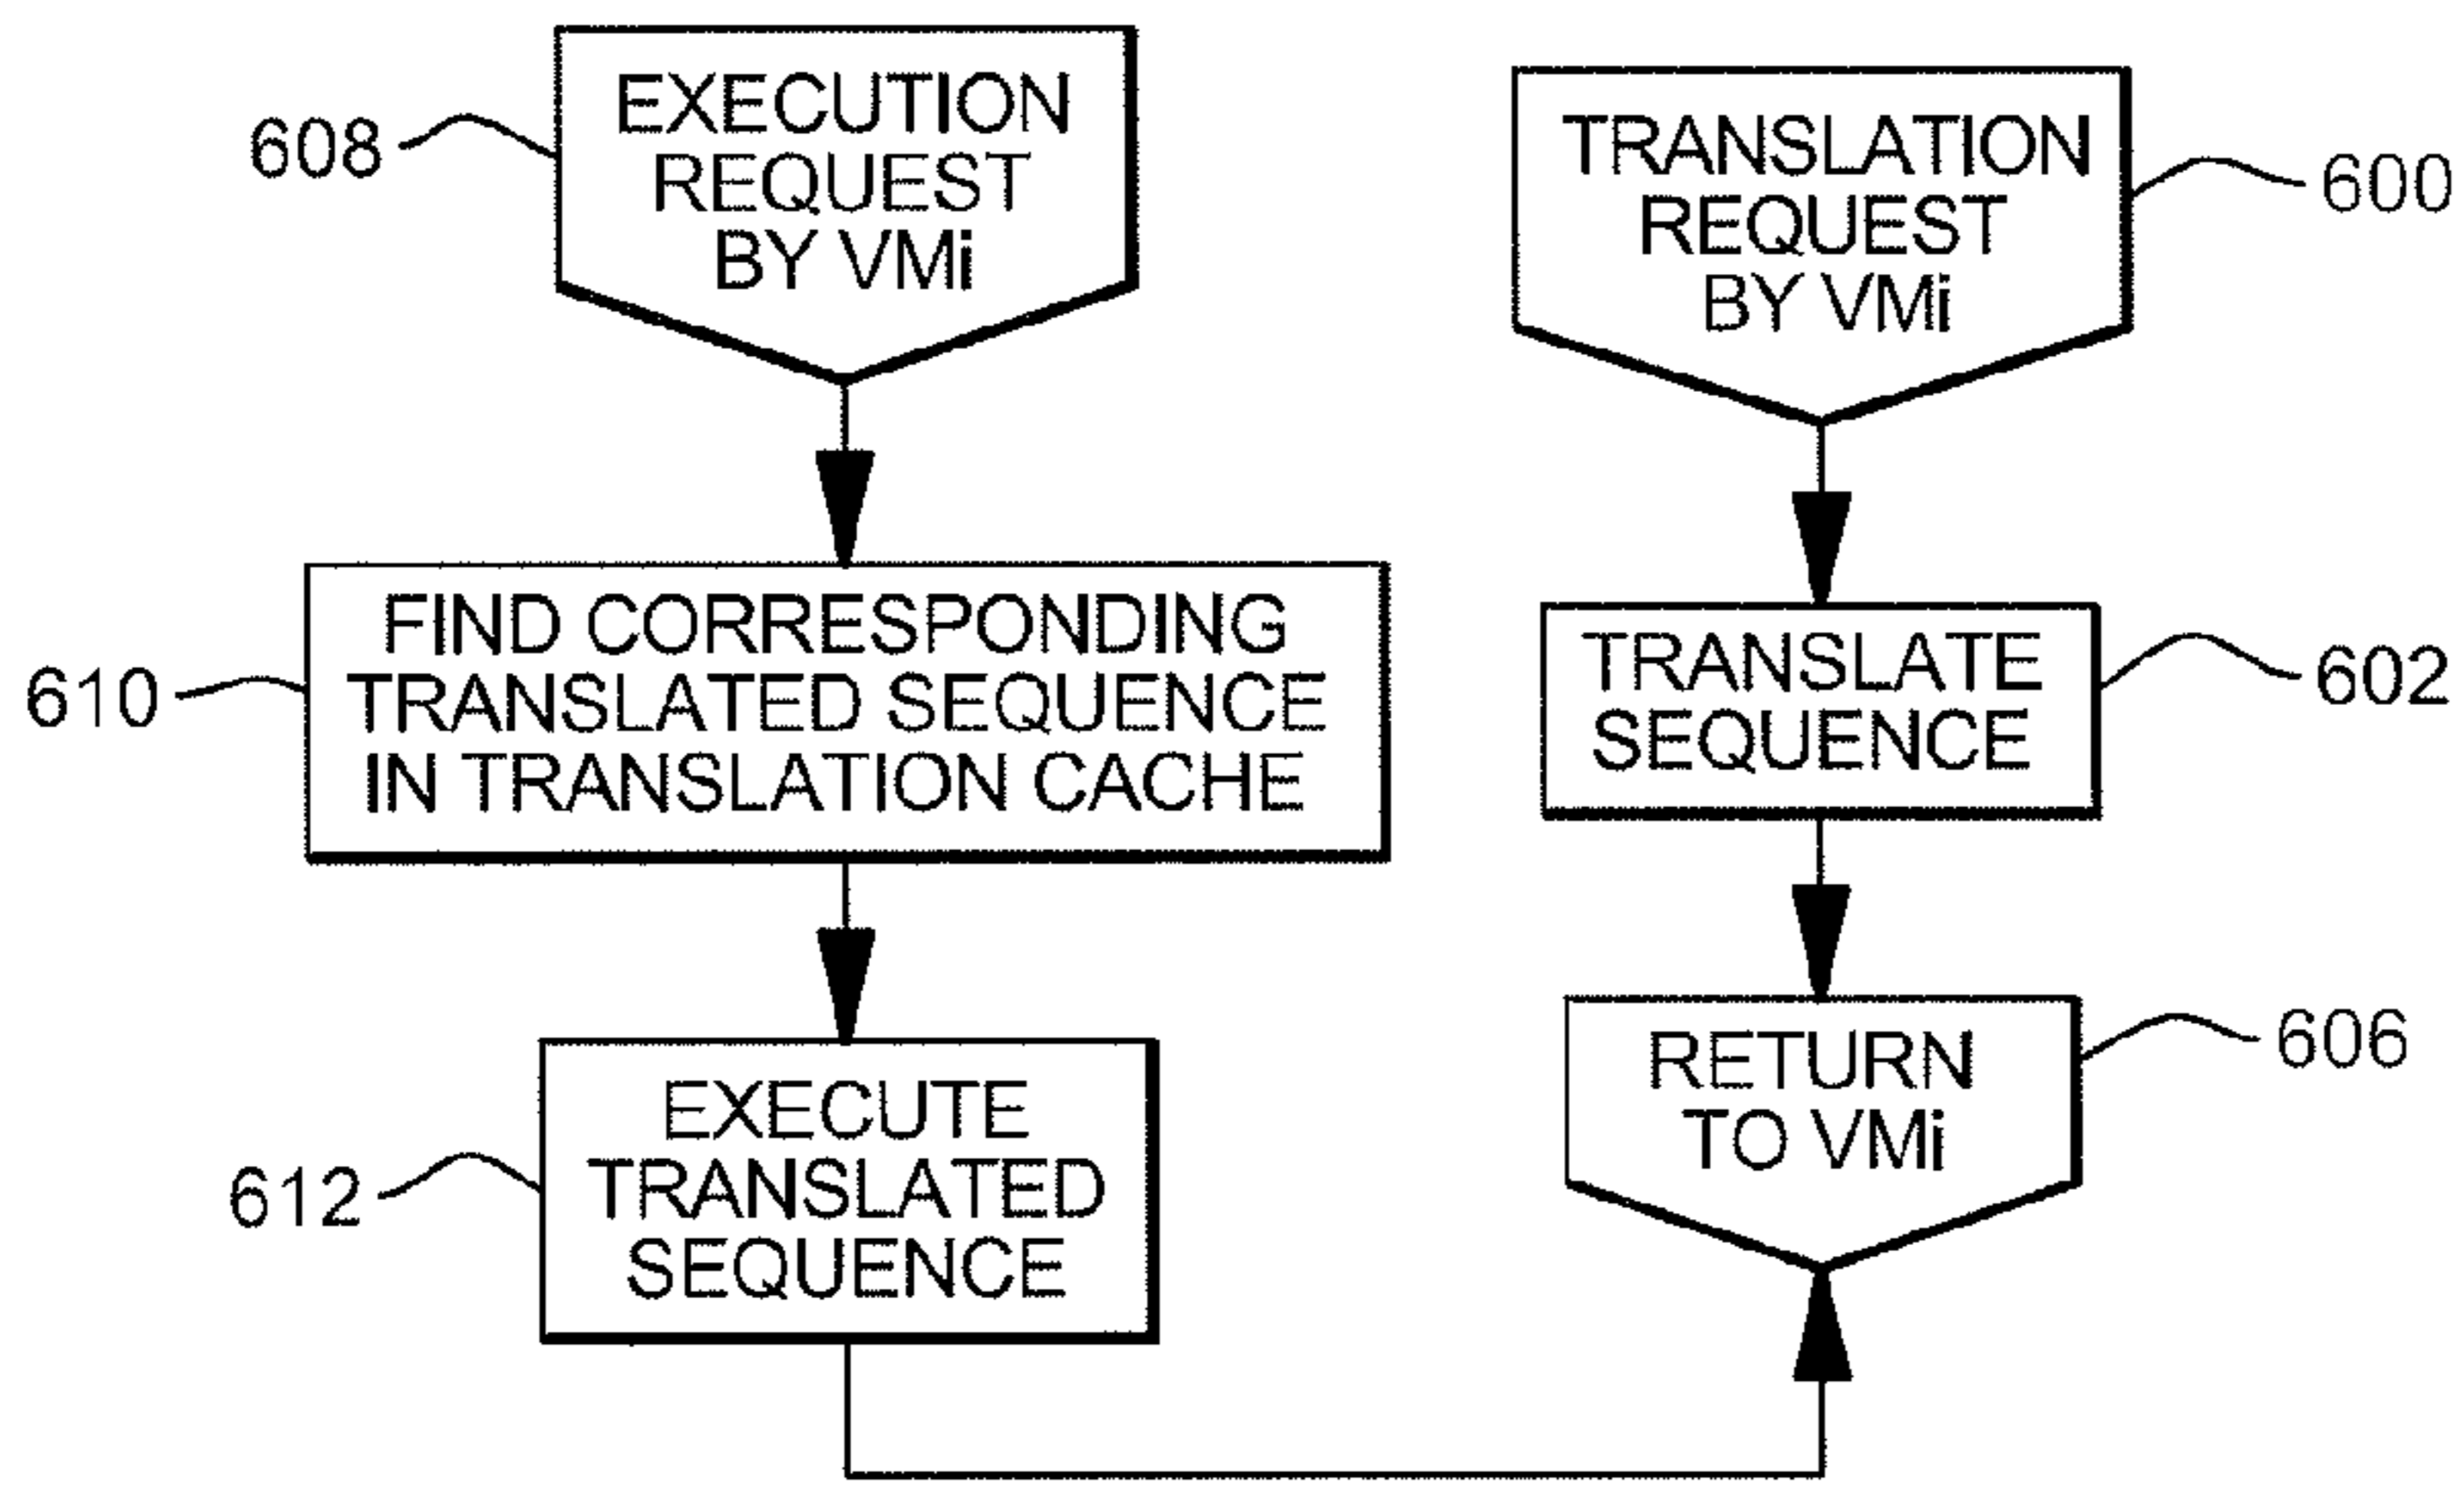 608
EXECUTION
REQUEST
BY VMi
TRANSLATION
REQUEST
BY VMi
600
610
FIND CORRESPONDING
TRANSLATED SEQUENCE
IN TRANSLATION CACHE
TRANSLATE
SEQUENCE
602
612
EXECUTE
TRANSLATED
SEQUENCE
RETURN
TO VMi
606